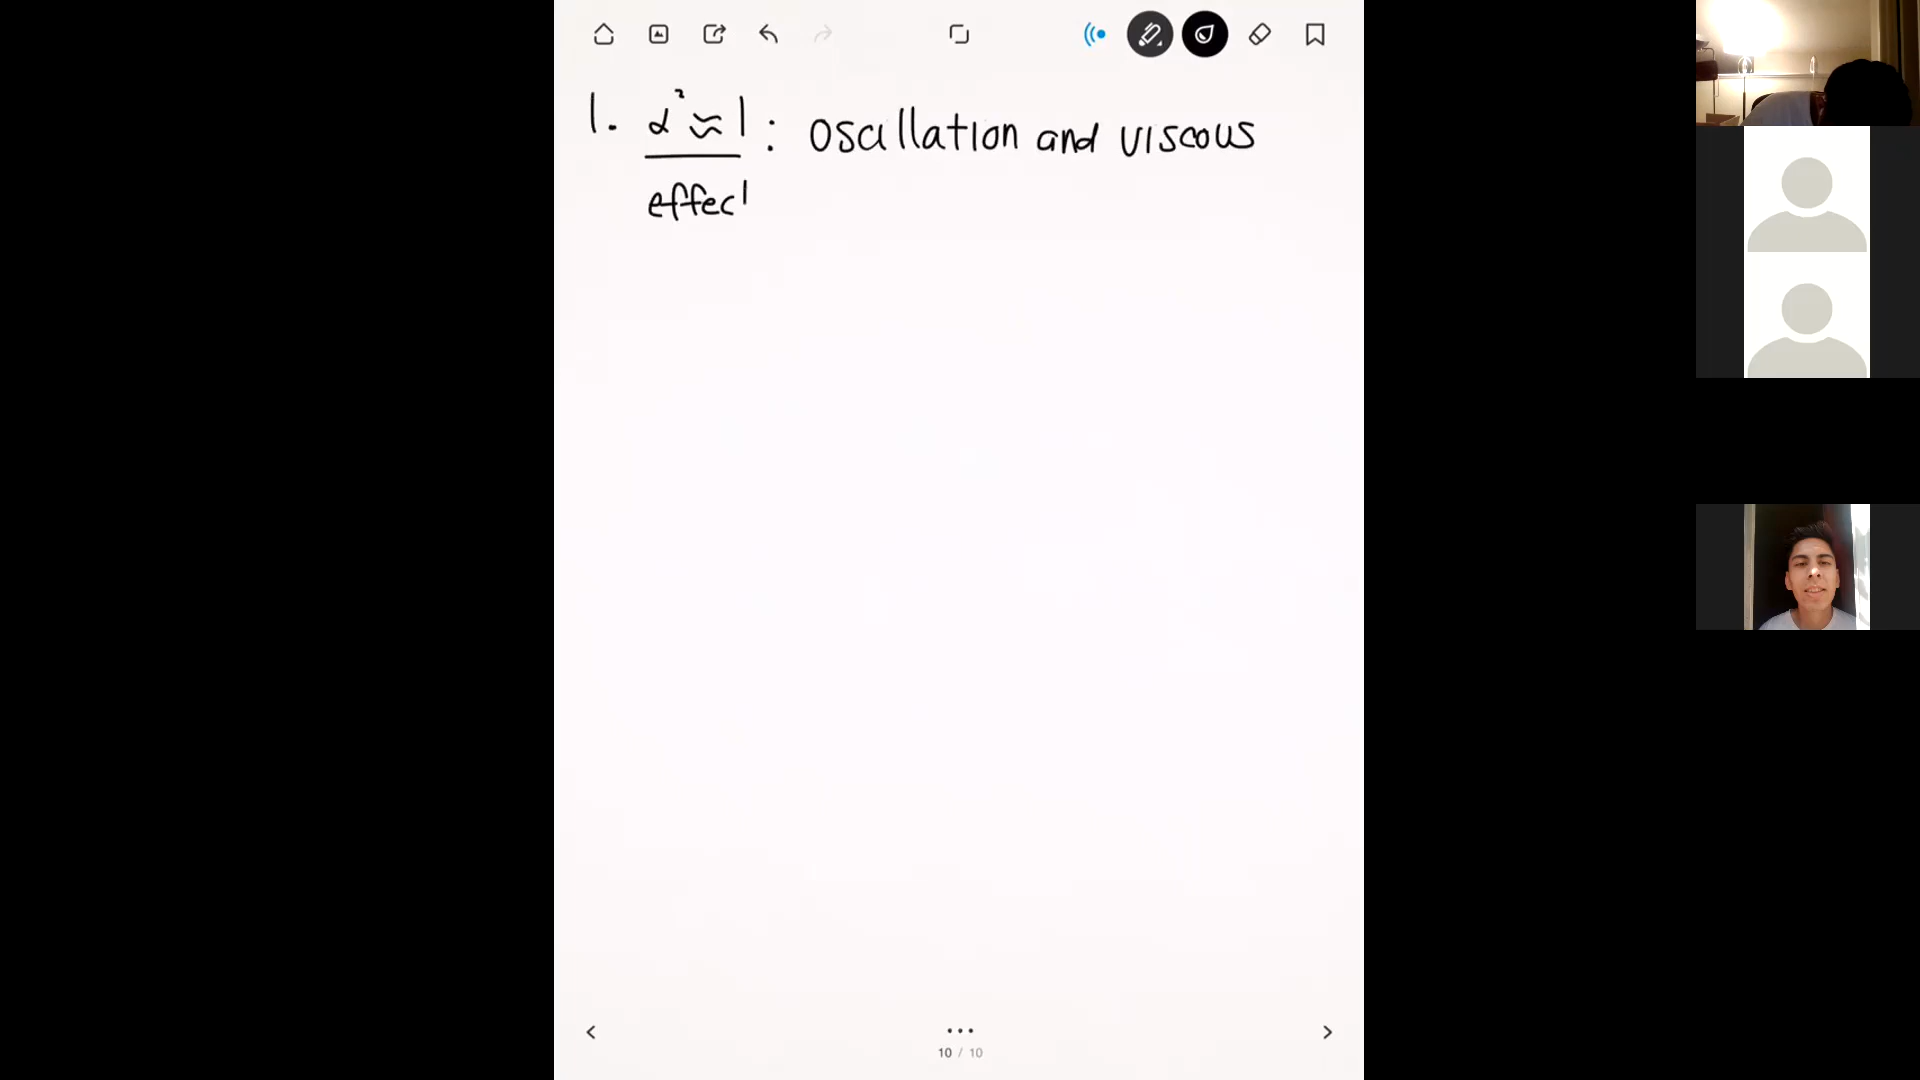 1. α² ≈ 1 : oscillation and viscous
effect
10 / 10